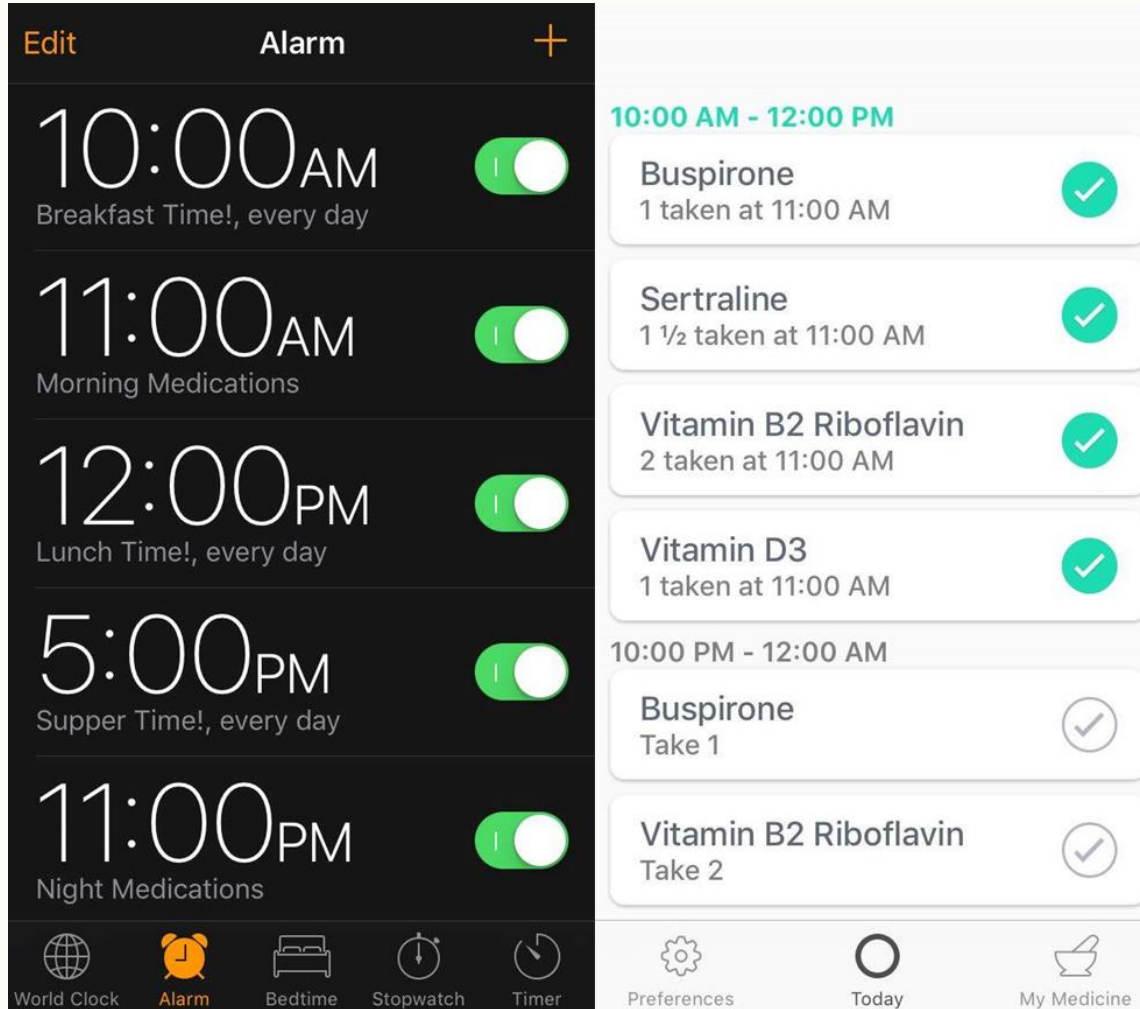 Edit Alarm +
10:00AM
Breakfast Time!, every day
11:00AM
Morning Medications
12:00PM
Lunch Time!, every day
5:00PM
Supper Time!, every day
11:00PM
Night Medications
World Clock Alarm Bedtime Stopwatch Timer
10:00 AM - 12:00 PM
Buspirone
1 taken at 11:00 AM
Sertraline
1 ½ taken at 11:00 AM
Vitamin B2 Riboflavin
2 taken at 11:00 AM
Vitamin D3
1 taken at 11:00 AM
10:00 PM - 12:00 AM
Buspirone
Take 1
Vitamin B2 Riboflavin
Take 2
Preferences Today My Medicine